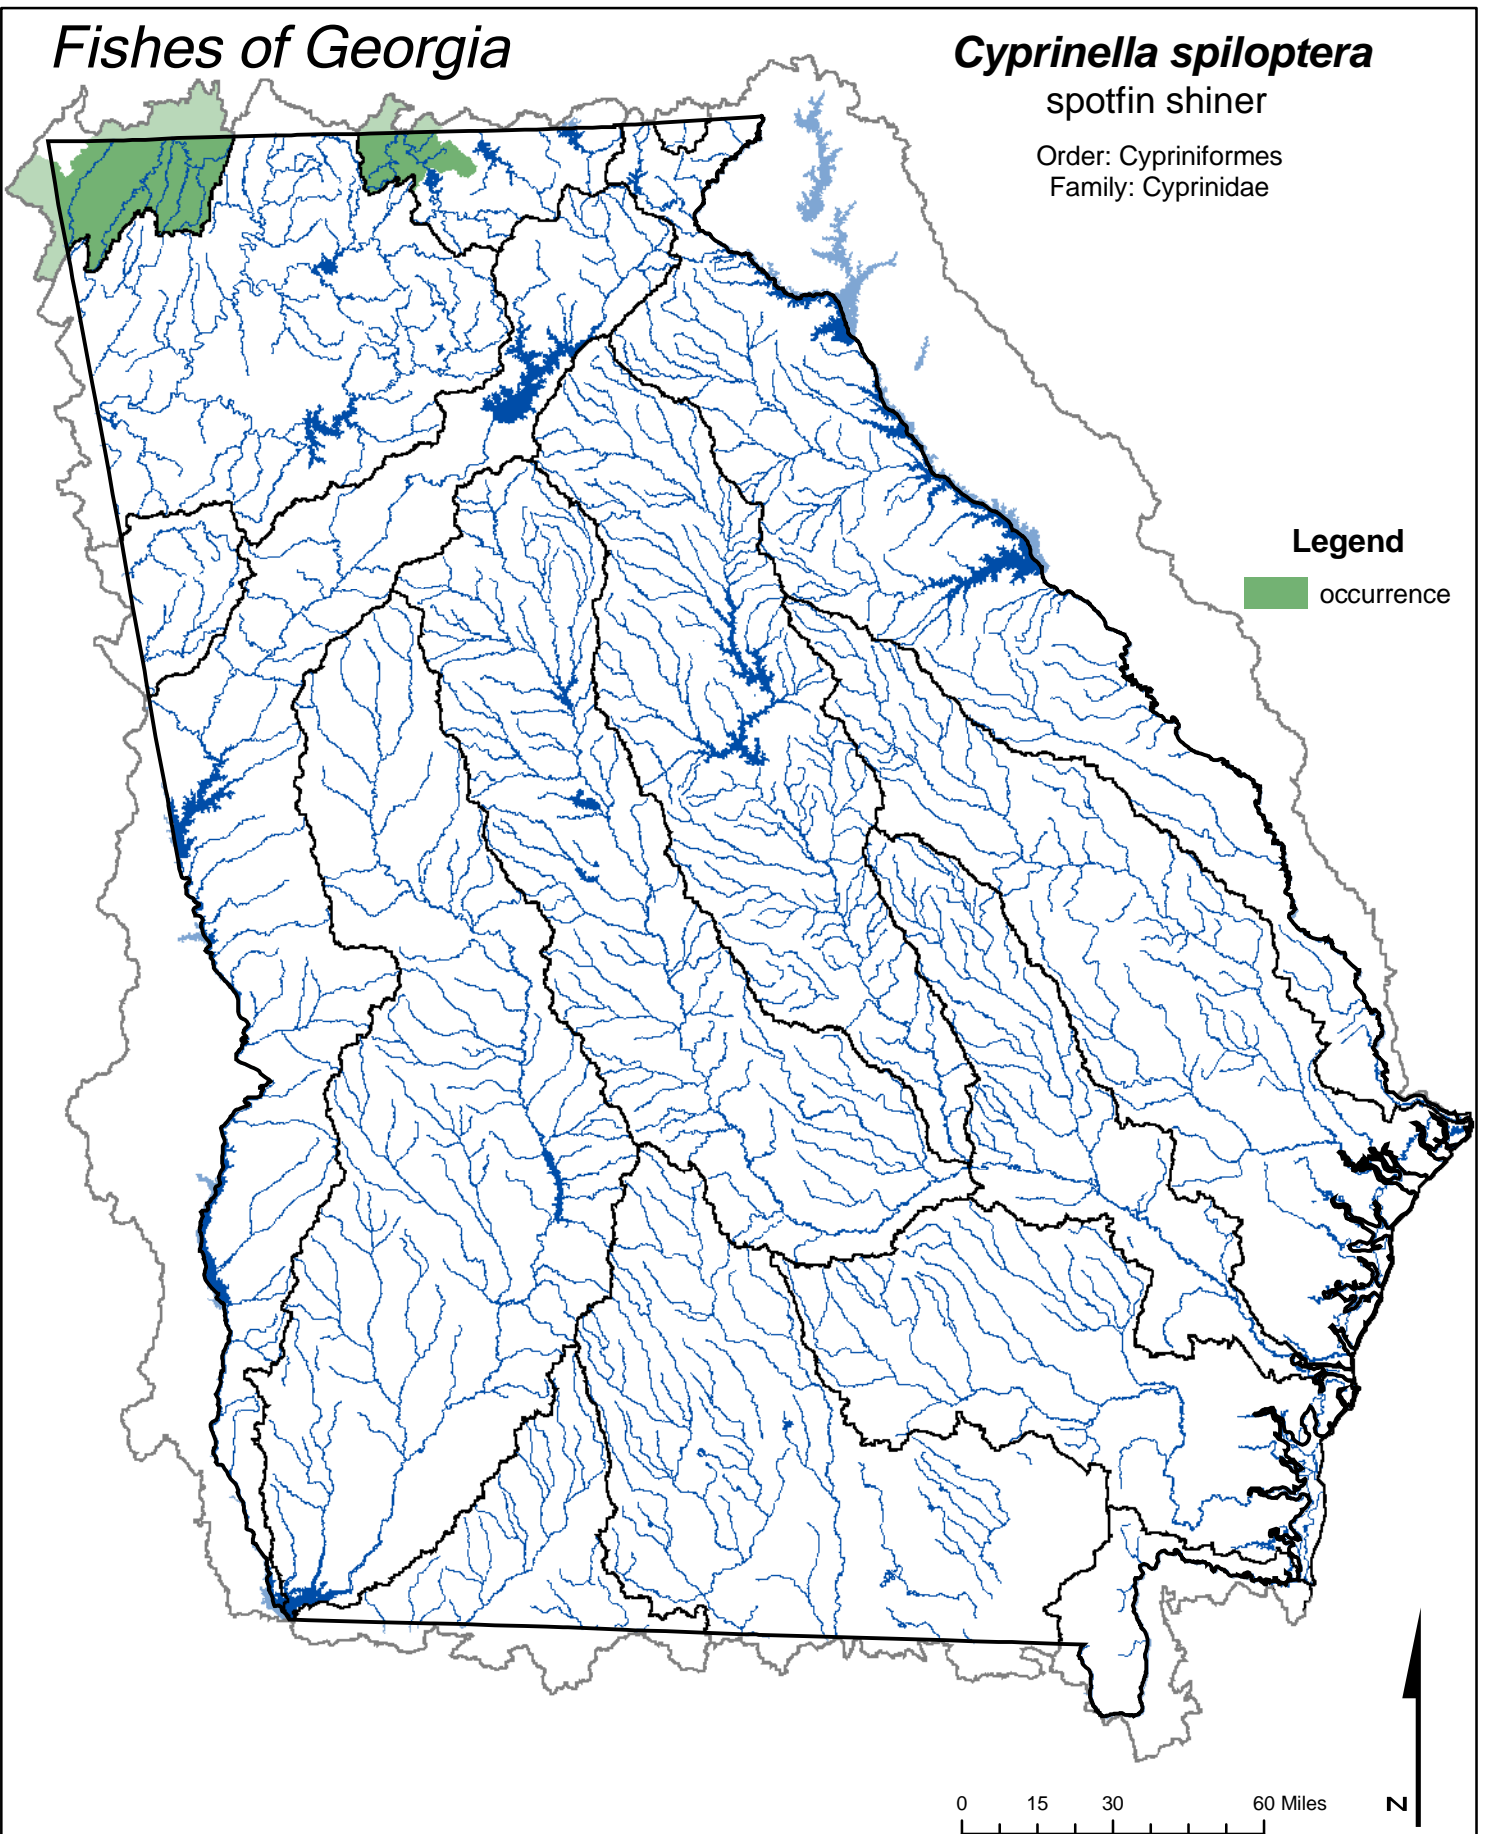 Fishes of Georgia
Cyprinella spiloptera
spotfin shiner
Order: Cypriniformes
Family: Cyprinidae
Legend
occurrence
0 15 30 60 Miles
N